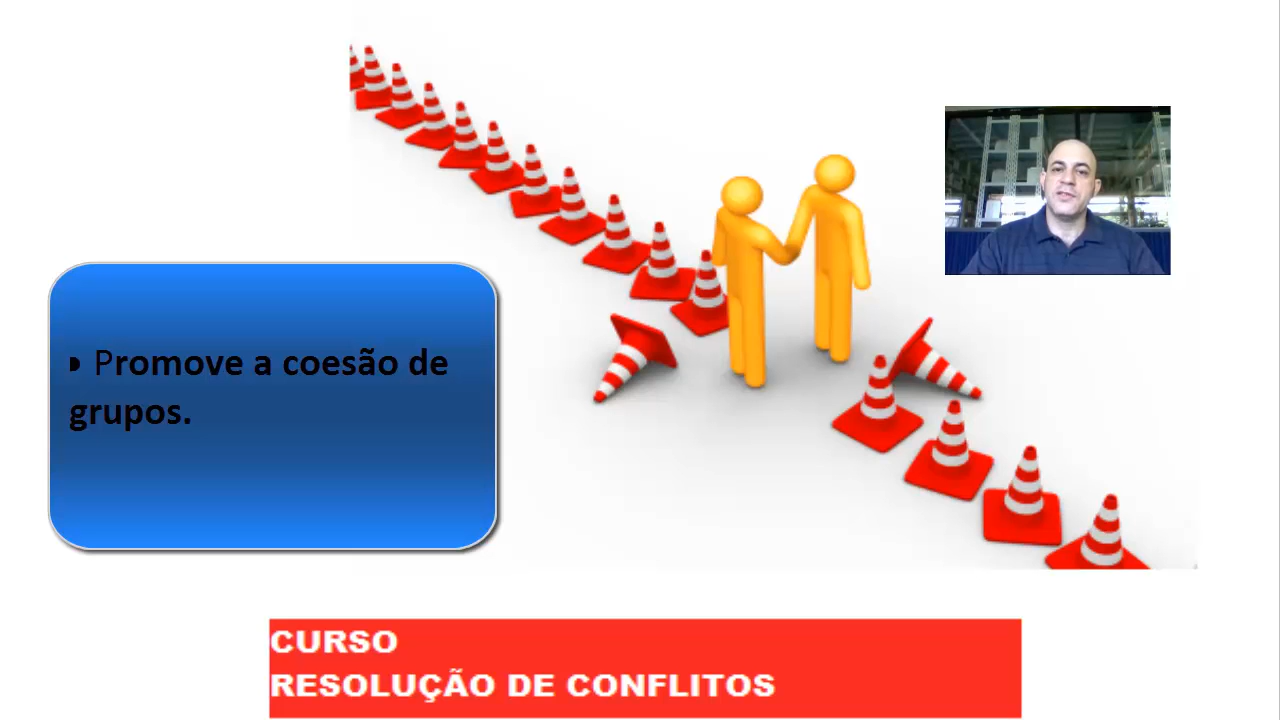 • Promove a coesão de
grupos.
CURSO
RESOLUÇÃO DE CONFLITOS